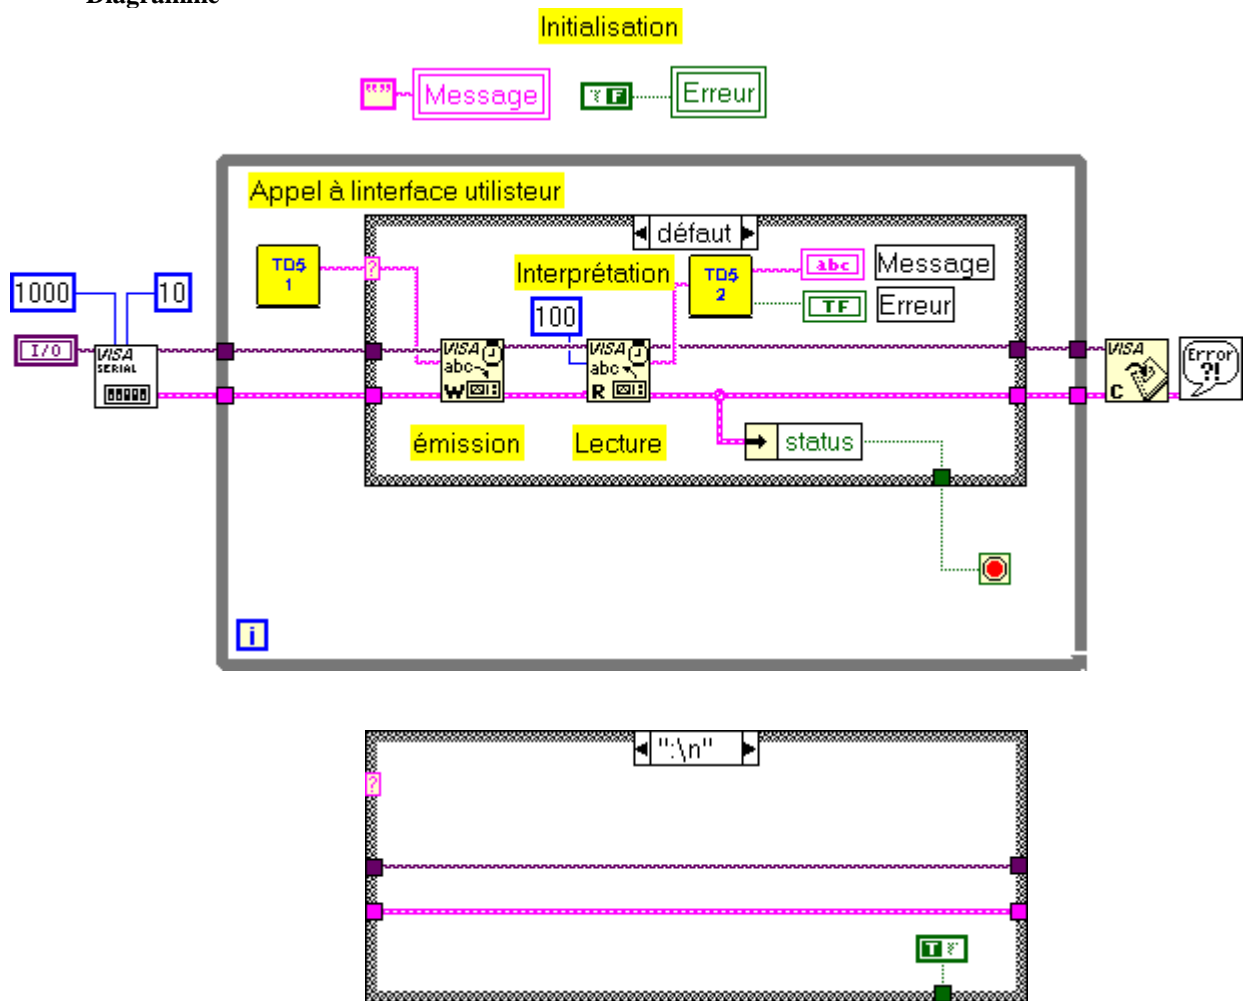 Diagramme
Initialisation
Message
F
Erreur
Appel à linterface utilisteur
défaut
TD5
1
?
Interprétation
TD5
2
abc
Message
TF
Erreur
1000
10
100
I/O
VISA
SERIAL
VISA
abc
W
VISA
abc
R
VISA
C
Error
?!
émission
Lecture
status
i
":\n"
?
T